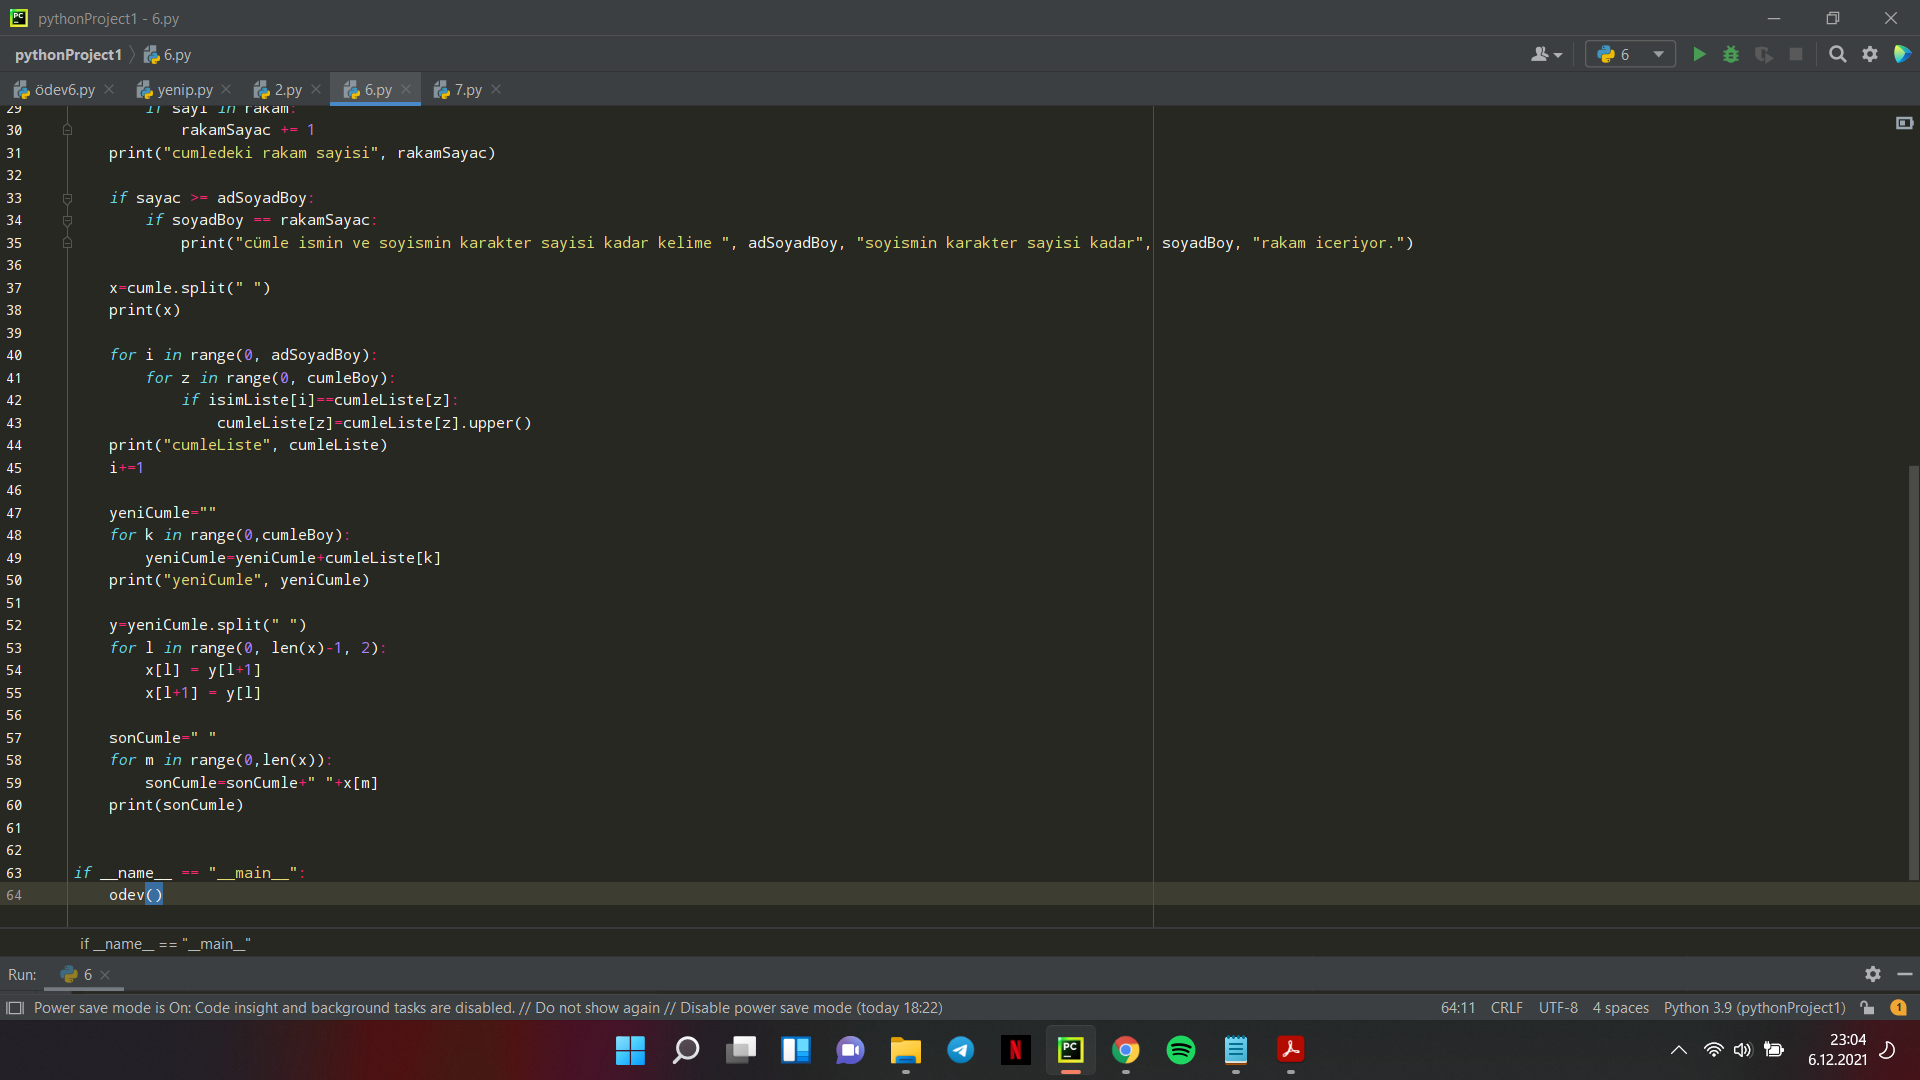 pythonProject1 - 6.py
pythonProject1 6.py
6
ödev6.py yenip.py 2.py 6.py 7.py
29 if sayi in rakam:
30 rakamSayac += 1
31 print("cumledeki rakam sayisi", rakamSayac)
32
33 if sayac >= adSoyadBoy:
34 if soyadBoy == rakamSayac:
35 print("cümle ismin ve soyismin karakter sayisi kadar kelime ", adSoyadBoy, "soyismin karakter sayisi kadar", soyadBoy, "rakam iceriyor.")
36
37 x=cumle.split(" ")
38 print(x)
39
40 for i in range(0, adSoyadBoy):
41 for z in range(0, cumleBoy):
42 if isimListe[i]==cumleListe[z]:
43 cumleListe[z]=cumleListe[z].upper()
44 print("cumleListe", cumleListe)
45 i+=1
46
47 yeniCumle=""
48 for k in range(0,cumleBoy):
49 yeniCumle=yeniCumle+cumleListe[k]
50 print("yeniCumle", yeniCumle)
51
52 y=yeniCumle.split(" ")
53 for l in range(0, len(x)-1, 2):
54 x[l] = y[l+1]
55 x[l+1] = y[l]
56
57 sonCumle=" "
58 for m in range(0,len(x)):
59 sonCumle=sonCumle+" "+x[m]
60 print(sonCumle)
61
62
63 if __name__ == "__main__":
64 odev()
if __name__ == "__main__"
Run: 6
Power save mode is On: Code insight and background tasks are disabled. // Do not show again // Disable power save mode (today 18:22) 64:11 CRLF UTF-8 4 spaces Python 3.9 (pythonProject1) 1
23:04
6.12.2021